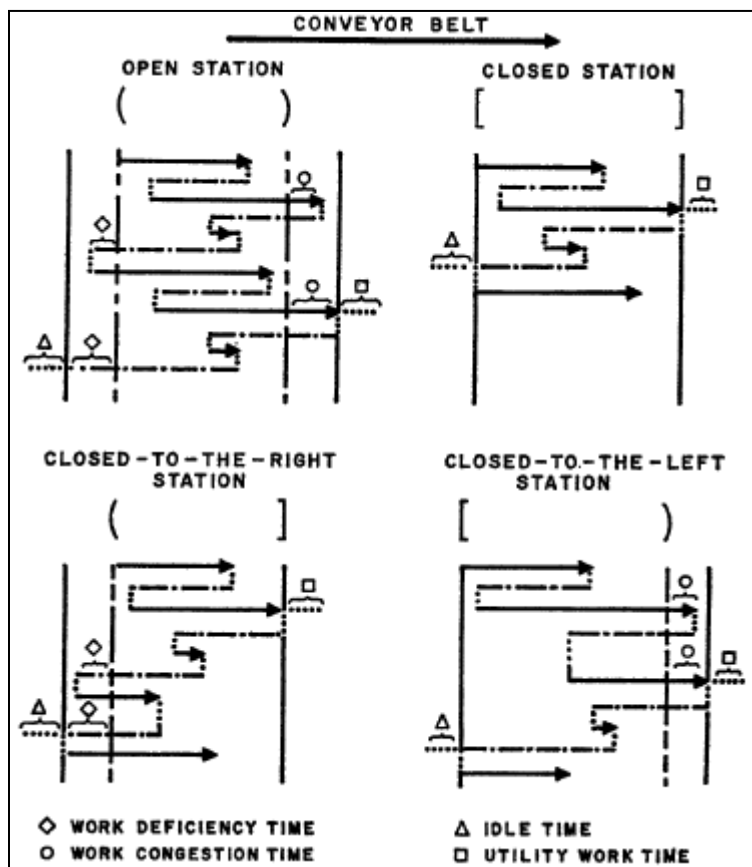 CONVEYOR BELT
OPEN STATION
CLOSED STATION
CLOSED-TO-THE-RIGHT
STATION
CLOSED-TO-THE-LEFT
STATION
WORK DEFICIENCY TIME
IDLE TIME
WORK CONGESTION TIME
UTILITY WORK TIME